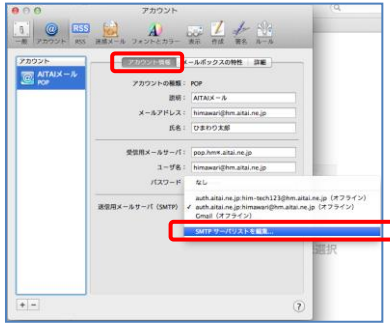 アカウント
一般 アカウント RSS 迷惑メール フォントとカラー 表示 作成 署名 ルール
アカウント
AITAIメール
POP
アカウント情報 メールボックスの特性 詳細
アカウントの種類： POP
説明： AITAIメール
メールアドレス： himawari@hm.aitai.ne.jp
氏名： ひまわり太郎
受信用メールサーバ： pop.hm×.aitai.ne.jp
ユーザ名： himawari@hm.aitai.ne.jp
パスワード
なし
auth.aitai.ne.jp:him-tech123@hm.aitai.ne.jp（オフライン）
送信用メールサーバ（SMTP） ✓ auth.aitai.ne.jp:himawari@hm.aitai.ne.jp（オフライン）
Gmail（オフライン）
SMTP サーバリストを編集...
選択
+ − ?